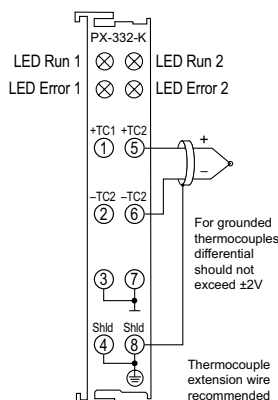 PX-332-K
LED Run 1 LED Run 2
LED Error 1 LED Error 2
+TC1 +TC2
1 5
+
–
–TC2 –TC2
2 6
For grounded
thermocouples
differential
should not
exceed ±2V
3 7
Shld Shld
4 8
Thermocouple
extension wire
recommended